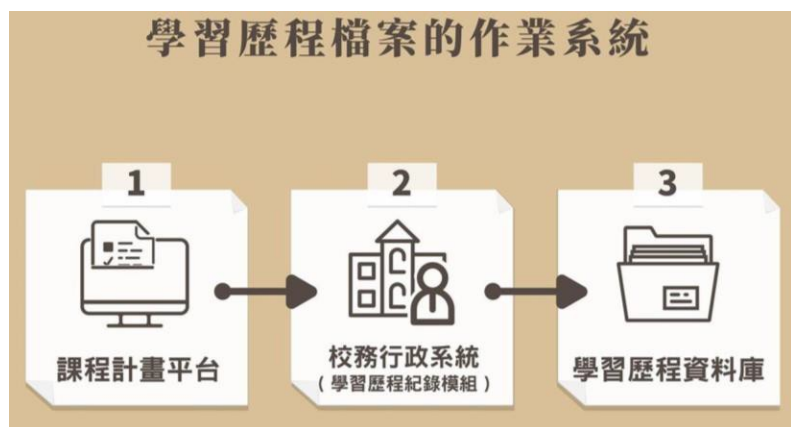 學習歷程檔案的作業系統
1
2
3
課程計畫平台
校務行政系統
(學習歷程紀錄模組)
學習歷程資料庫